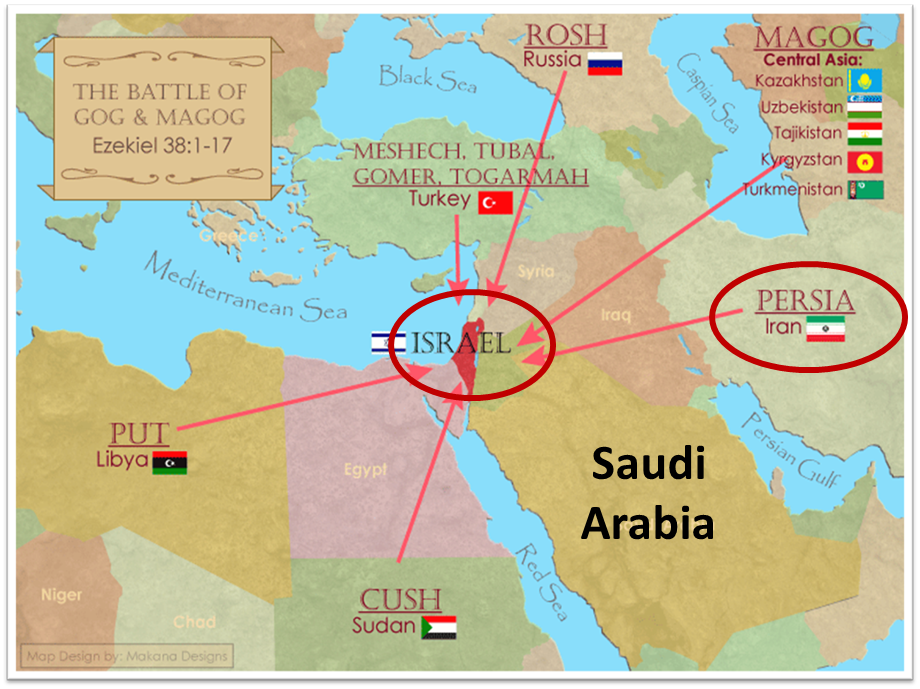 THE BATTLE OF
GOG & MAGOG
Ezekiel 38:1-17
Black Sea
ROSH
Russia
Caspian Sea
MAGOG
Central Asia:
Kazakhstan
Uzbekistan
Tajikistan
Kyrgyzstan
Turkmenistan
MESHECH, TUBAL,
GOMER, TOGARMAH
Turkey
Greece
Mediterranean Sea
Syria
Iraq
PERSIA
Iran
ISRAEL
PUT
Libya
Egypt
Saudi
Arabia
Persian Gulf
Red Sea
CUSH
Sudan
Niger
Chad
Map Design by: Makana Designs